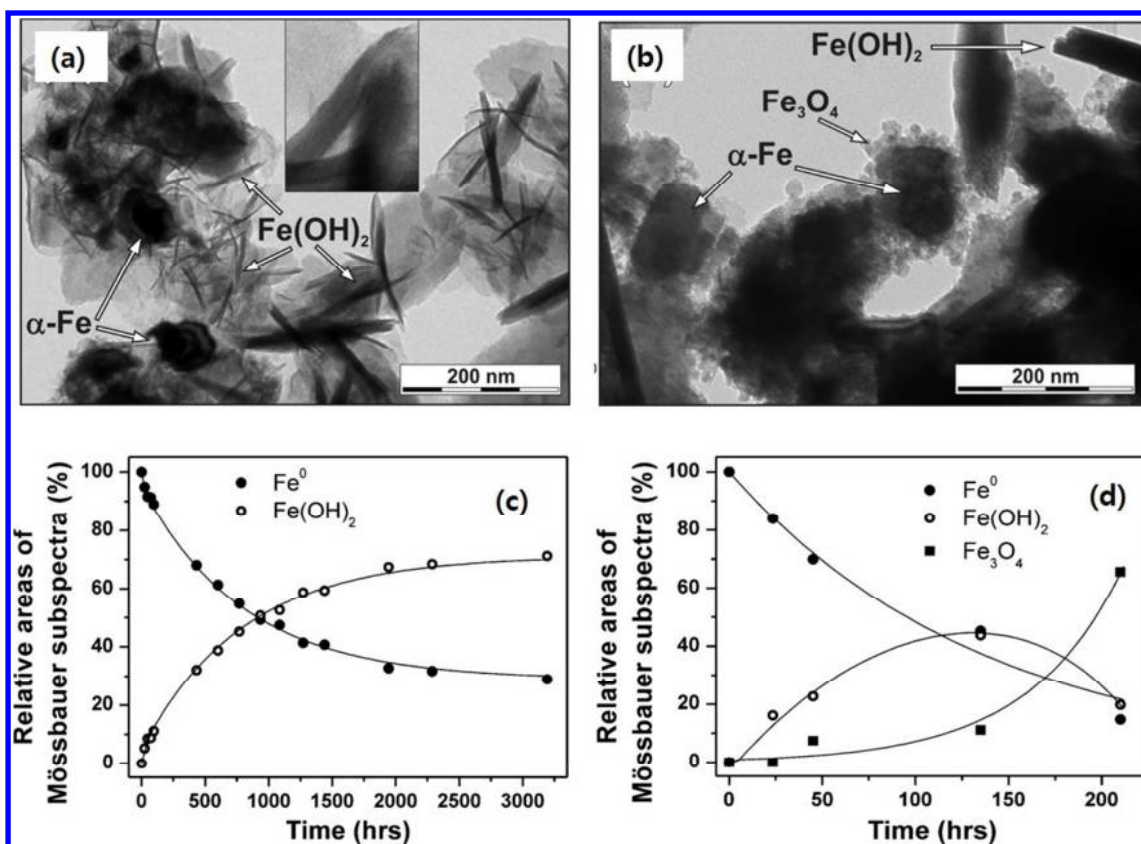 (a)
Fe(OH)₂
α-Fe
200 nm
(b)
Fe(OH)₂
Fe₃O₄
α-Fe
200 nm
Relative areas of
Mössbauer subspectra (%)
100
80
60
40
20
0
Fe⁰
Fe(OH)₂
(c)
0 500 1000 1500 2000 2500 3000
Time (hrs)
Relative areas of
Mössbauer subspectra (%)
100
80
60
40
20
0
Fe⁰
Fe(OH)₂
Fe₃O₄
(d)
0 50 100 150 200
Time (hrs)